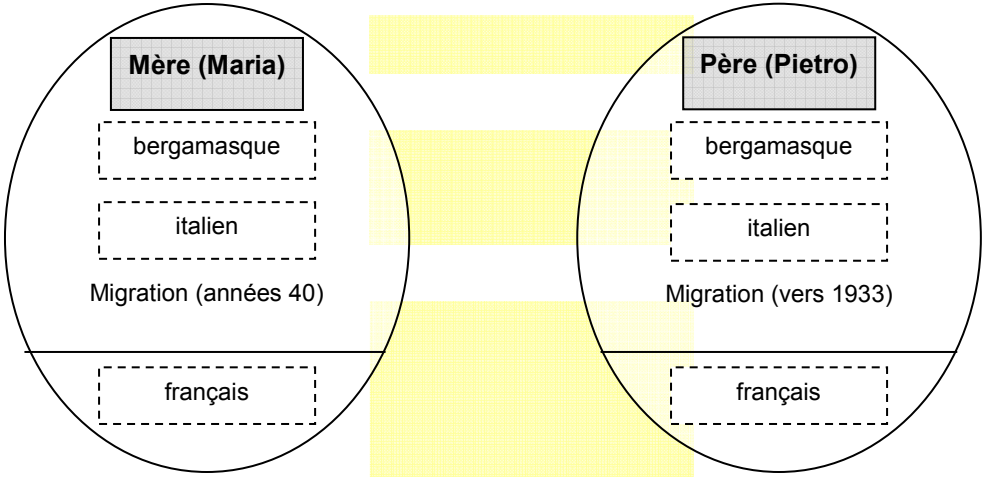 Mère (Maria)
bergamasque
italien
Migration (années 40)
français
Père (Pietro)
bergamasque
italien
Migration (vers 1933)
français